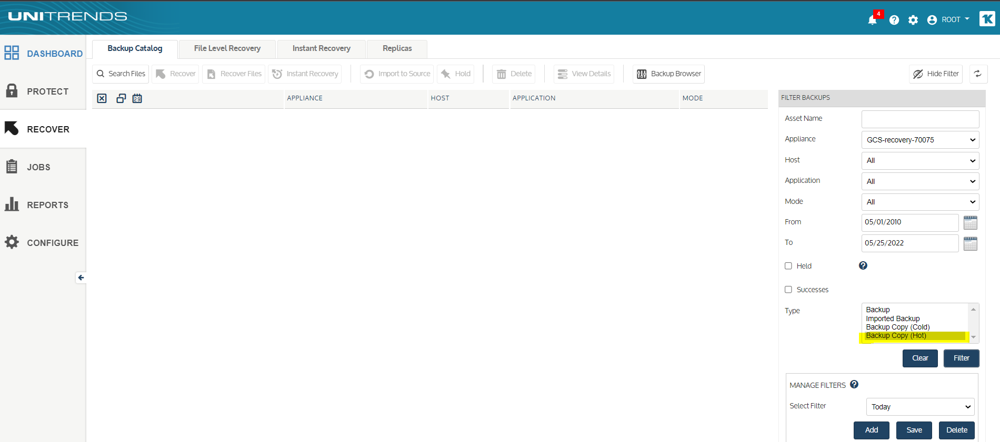 UNITRENDS
4
ROOT
DASHBOARD
PROTECT
RECOVER
JOBS
REPORTS
CONFIGURE
Backup Catalog
File Level Recovery
Instant Recovery
Replicas
Search Files
Recover
Recover Files
Instant Recovery
Import to Source
Hold
Delete
View Details
Backup Browser
Hide Filter
29
APPLIANCE
HOST
APPLICATION
MODE
FILTER BACKUPS
Asset Name
Appliance
GCS-recovery-70075
Host
All
Application
All
Mode
All
From
05/01/2010
To
05/25/2022
Held
Successes
Type
Backup
Imported Backup
Backup Copy (Cold)
Backup Copy (Hot)
Clear
Filter
MANAGE FILTERS
Select Filter
Today
Add
Save
Delete